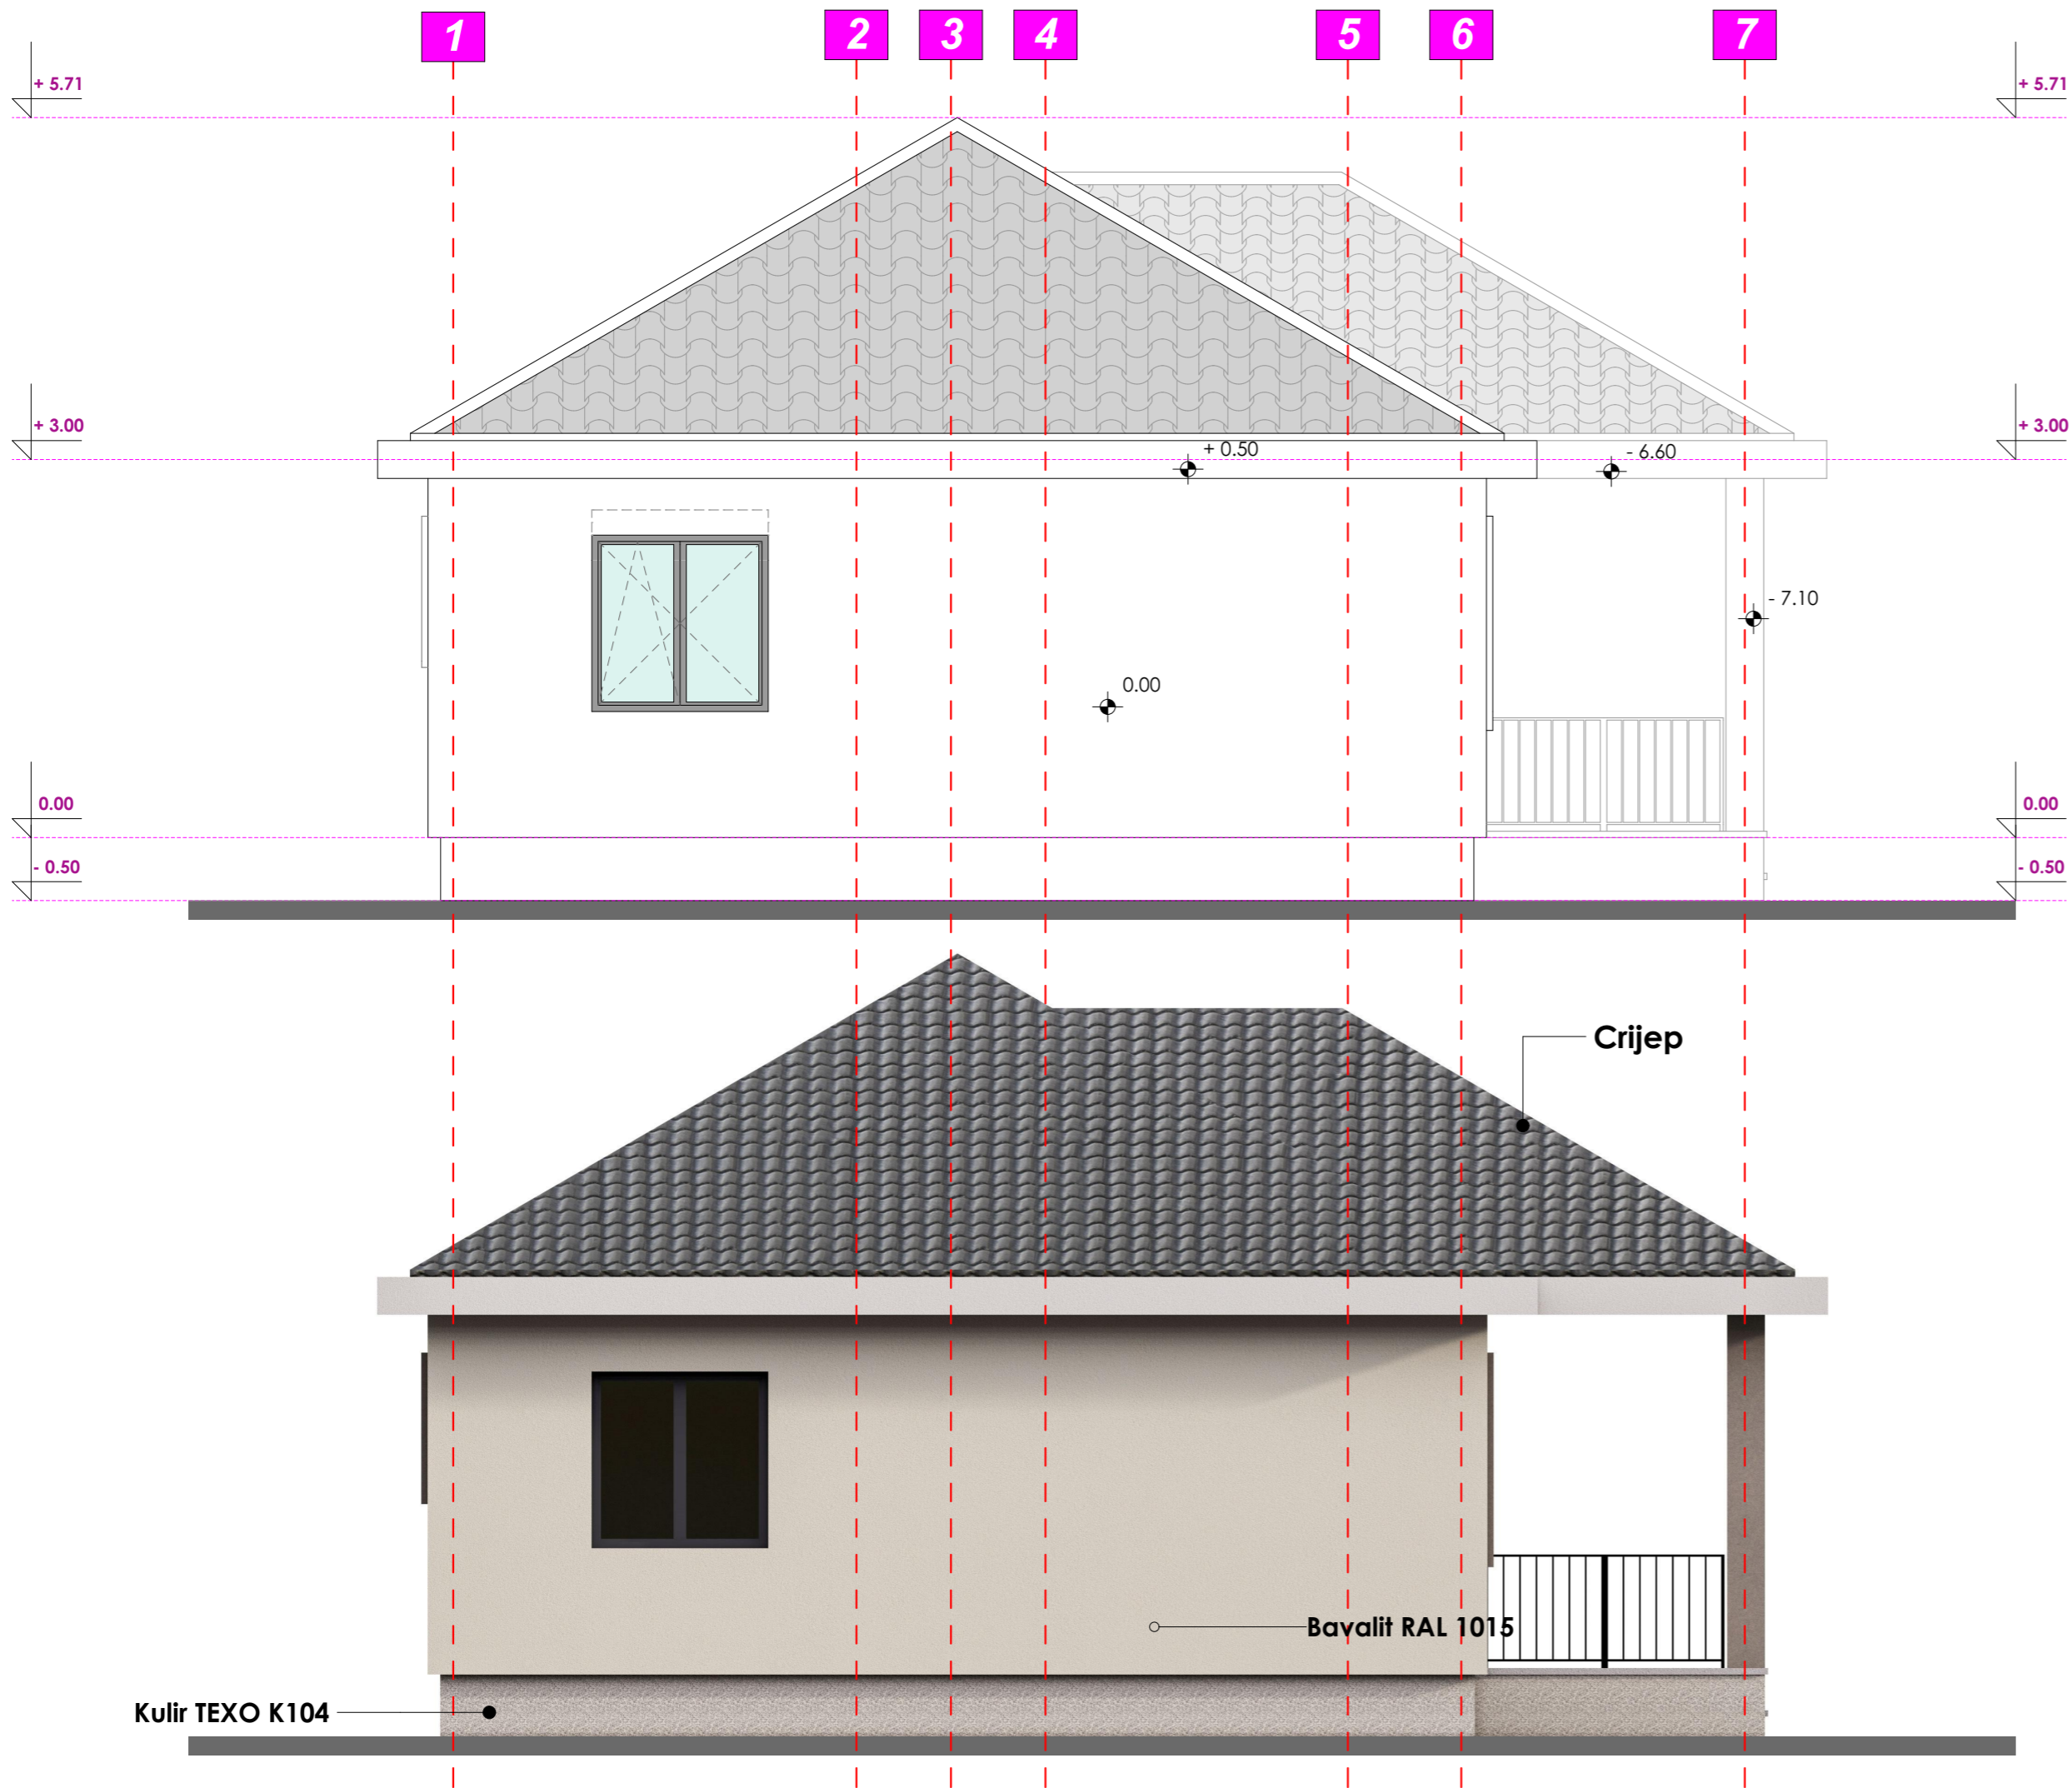 1 2 3 4 5 6 7
+ 5.71 + 5.71
+ 3.00 + 3.00
+ 0.50 - 6.60
- 7.10
0.00
0.00 0.00
- 0.50 - 0.50
Crijep
Bavalit RAL 1015
Kulir TEXO K104